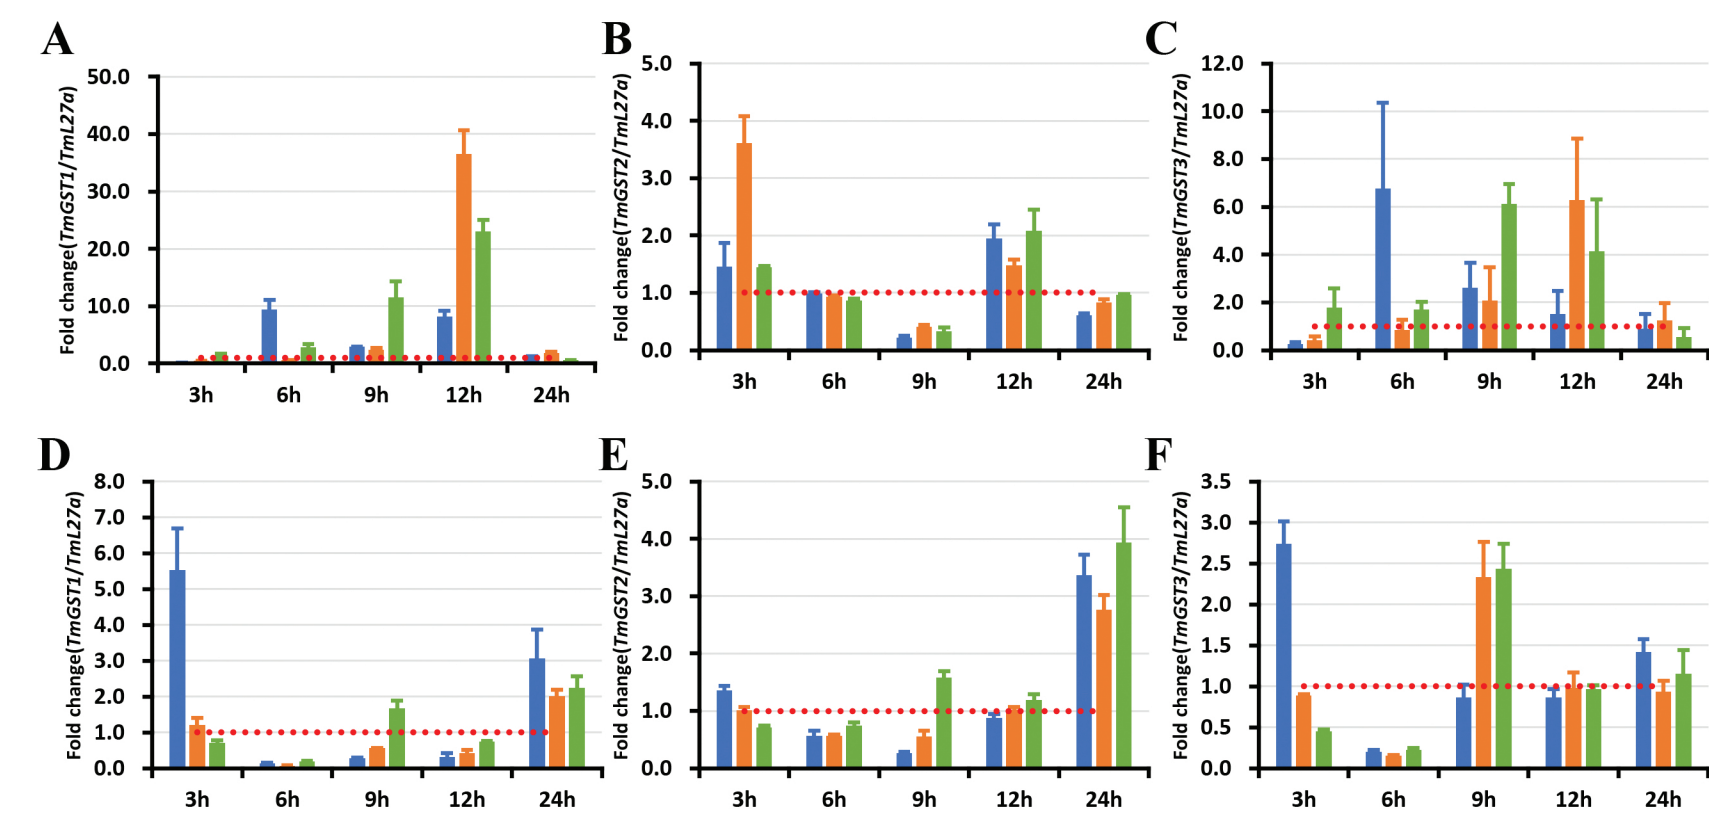 A
Fold change(TmGST1/TmL27a)
50.0
40.0
30.0
20.0
10.0
0.0
3h 6h 9h 12h 24h
B
Fold change(TmGST2/TmL27a)
5.0
4.0
3.0
2.0
1.0
0.0
3h 6h 9h 12h 24h
C
Fold change(TmGST3/TmL27a)
12.0
10.0
8.0
6.0
4.0
2.0
0.0
3h 6h 9h 12h 24h
D
Fold change(TmGST1/TmL27a)
8.0
7.0
6.0
5.0
4.0
3.0
2.0
1.0
0.0
3h 6h 9h 12h 24h
E
Fold change(TmGST2/TmL27a)
5.0
4.0
3.0
2.0
1.0
0.0
3h 6h 9h 12h 24h
F
Fold change(TmGST3/TmL27a)
3.5
3.0
2.5
2.0
1.5
1.0
0.5
0.0
3h 6h 9h 12h 24h